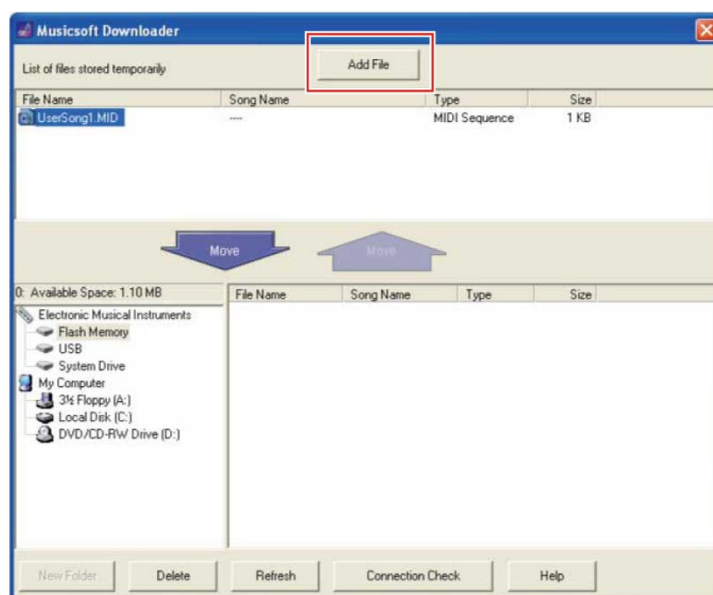 Musicsoft Downloader
List of files stored temporarily
Add File
File Name Song Name Type Size
UserSong1.MID ---- MIDI Sequence 1 KB
Move Move
0: Available Space: 1.10 MB
File Name Song Name Type Size
Electronic Musical Instruments
Flash Memory
USB
System Drive
My Computer
3½ Floppy (A:)
Local Disk (C:)
DVD/CD-RW Drive (D:)
New Folder Delete Refresh Connection Check Help